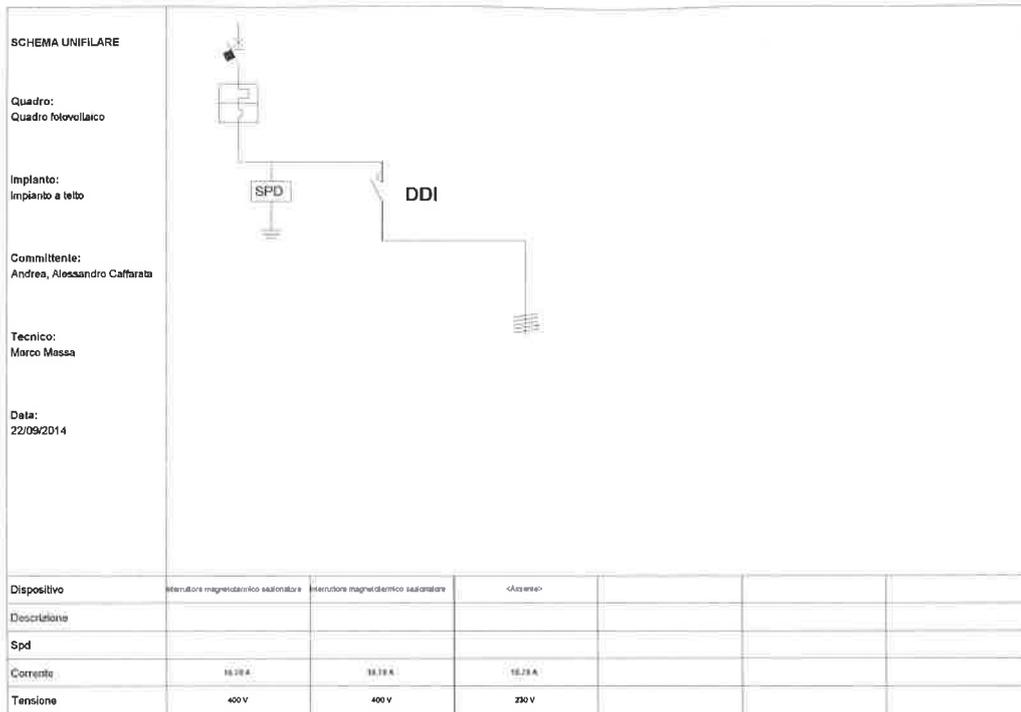 SCHEMA UNIFILARE
Quadro:
Quadro fotovoltaico
SPD
DDI
Impianto:
Impianto a tetto
Committente:
Andrea, Alessandro Caffarata
Tecnico:
Marco Massa
Data:
22/09/2014
Dispositivo Interruttore magnetotermico sezionatore Interruttore magnetotermico sezionatore <Assente>
Descrizione
Spd
Corrente
Tensione 400 V 400 V 230 V